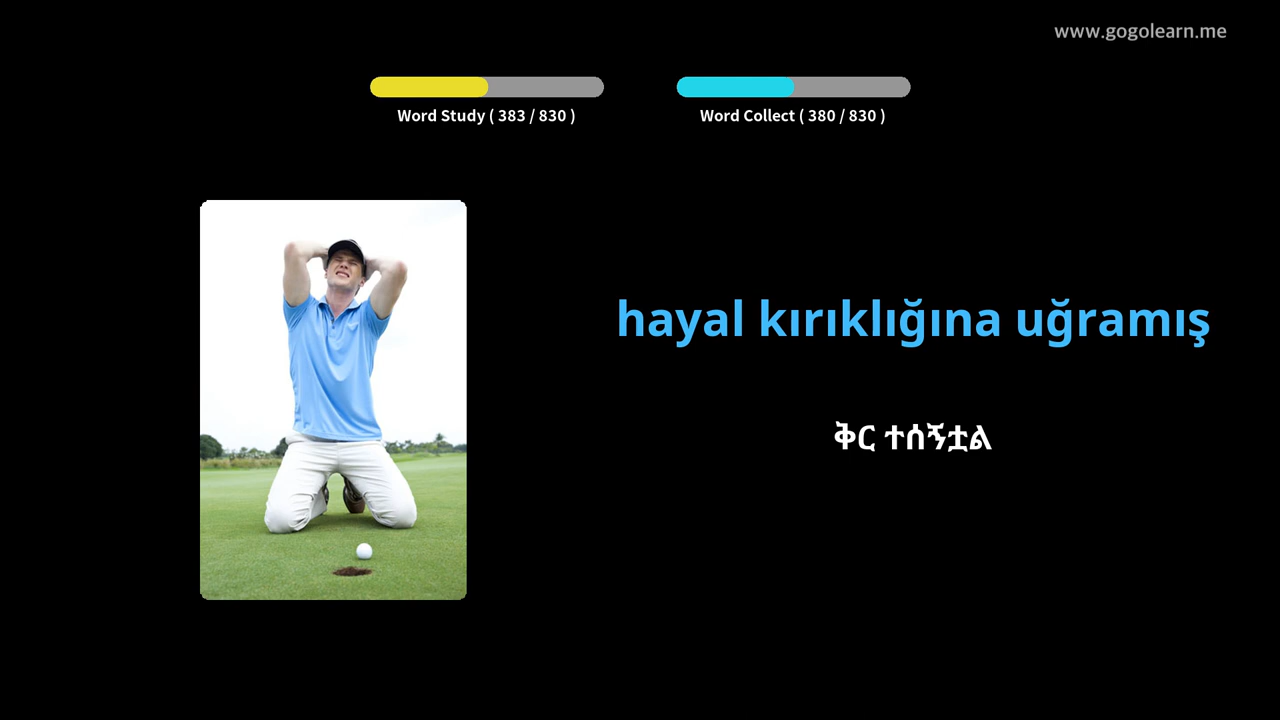 www.gogolearn.me
Word Study ( 383 / 830 )
Word Collect ( 380 / 830 )
hayal kırıklığına uğramış
ቅር ተሰኝቷል